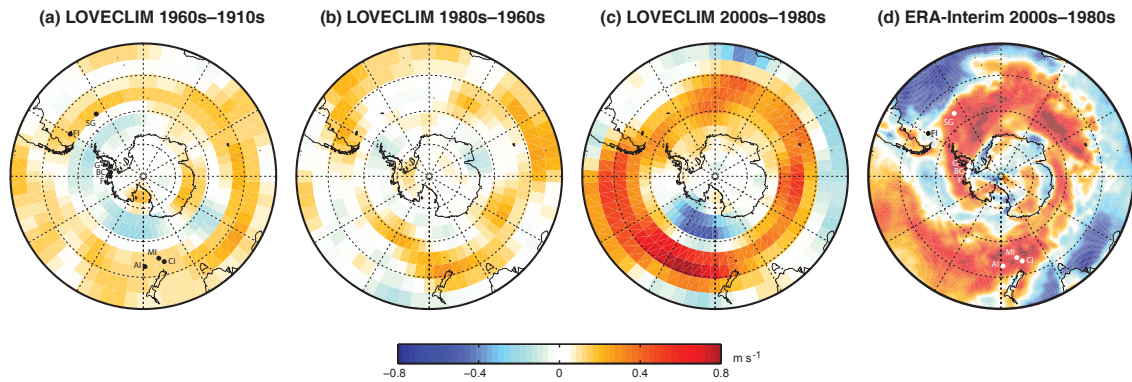 (a) LOVECLIM 1960s–1910s
(b) LOVECLIM 1980s–1960s
(c) LOVECLIM 2000s–1980s
(d) ERA-Interim 2000s–1980s
SG
FI
BC
MI
AI
CI
SG
FI
BC
MI
AI
CI
−0.8
−0.4
0
0.4
0.8
m s⁻¹